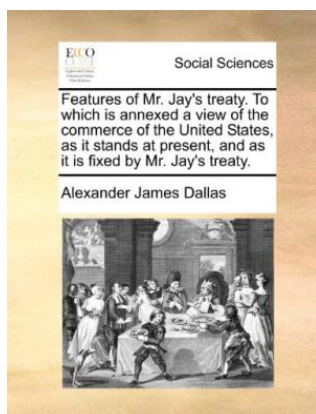 ECCO
Social Sciences
Features of Mr. Jay's treaty. To
which is annexed a view of the
commerce of the United States,
as it stands at present, and as
it is fixed by Mr. Jay's treaty.
Alexander James Dallas